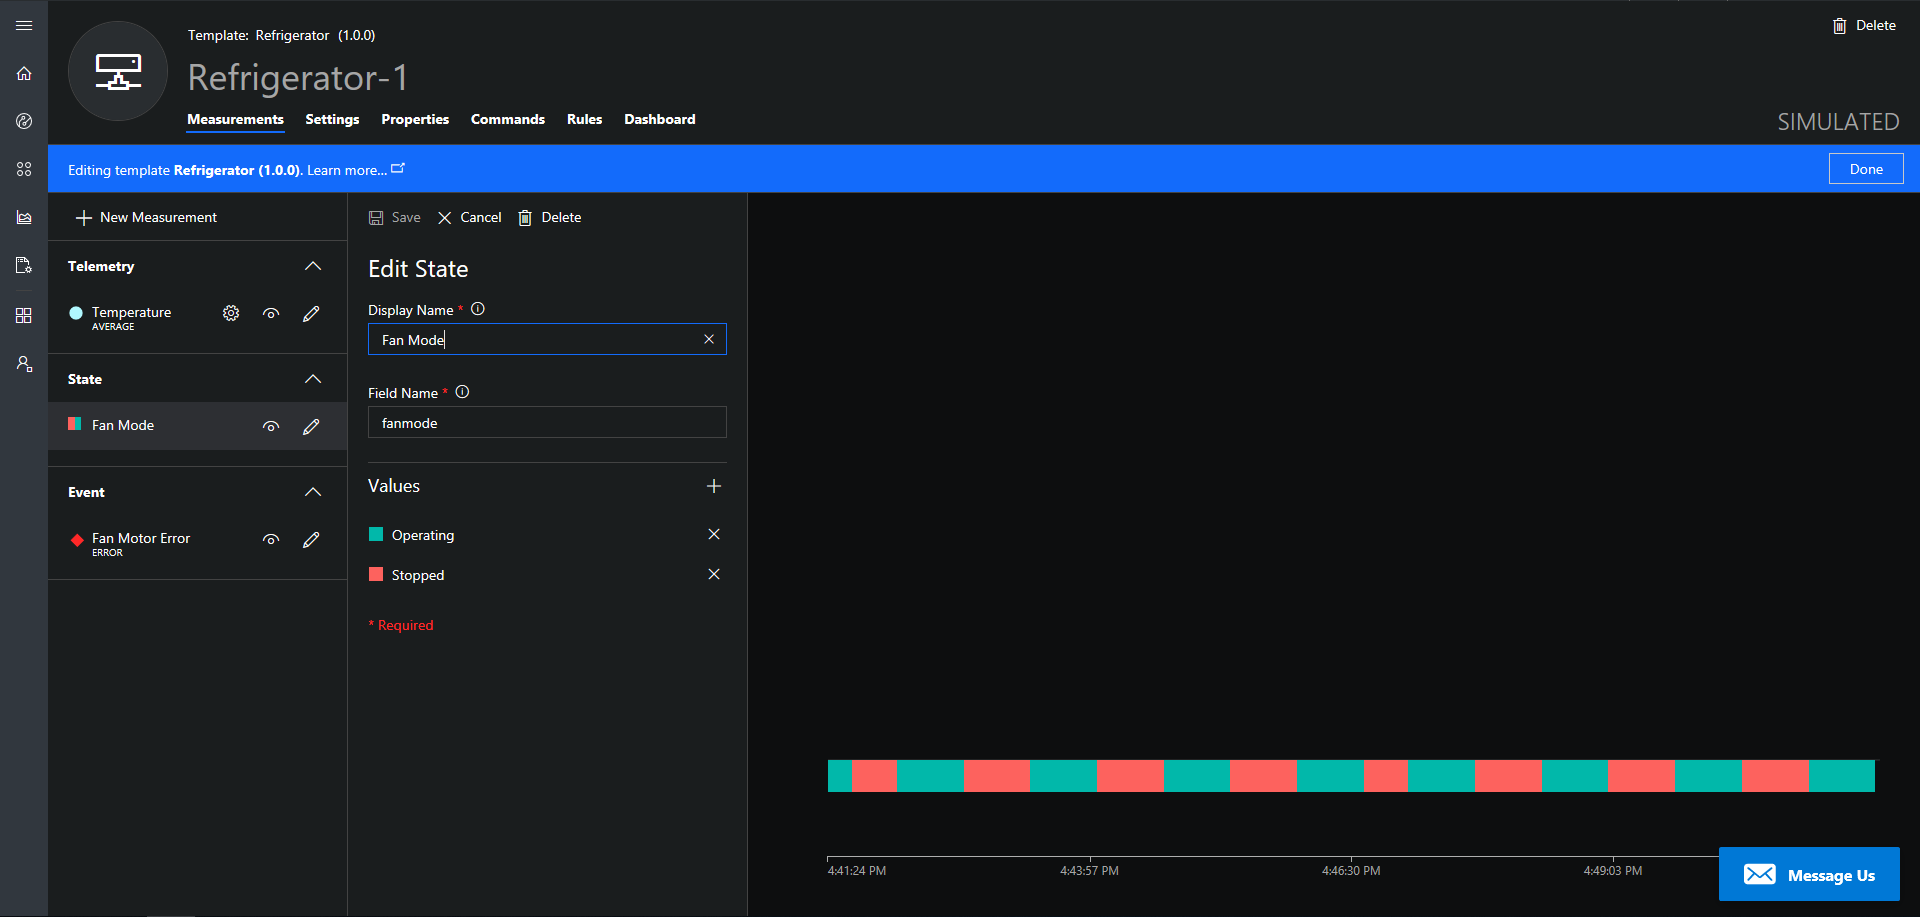 Template: Refrigerator (1.0.0)
Delete
Refrigerator-1
Measurements Settings Properties Commands Rules Dashboard
SIMULATED
Editing template Refrigerator (1.0.0). Learn more...
Done
New Measurement
Telemetry
Temperature
AVERAGE
State
Fan Mode
Event
Fan Motor Error
ERROR
Save Cancel Delete
Edit State
Display Name *
Fan Mode
Field Name *
fanmode
Values
Operating
Stopped
* Required
4:41:24 PM 4:43:57 PM 4:46:30 PM 4:49:03 PM
Message Us